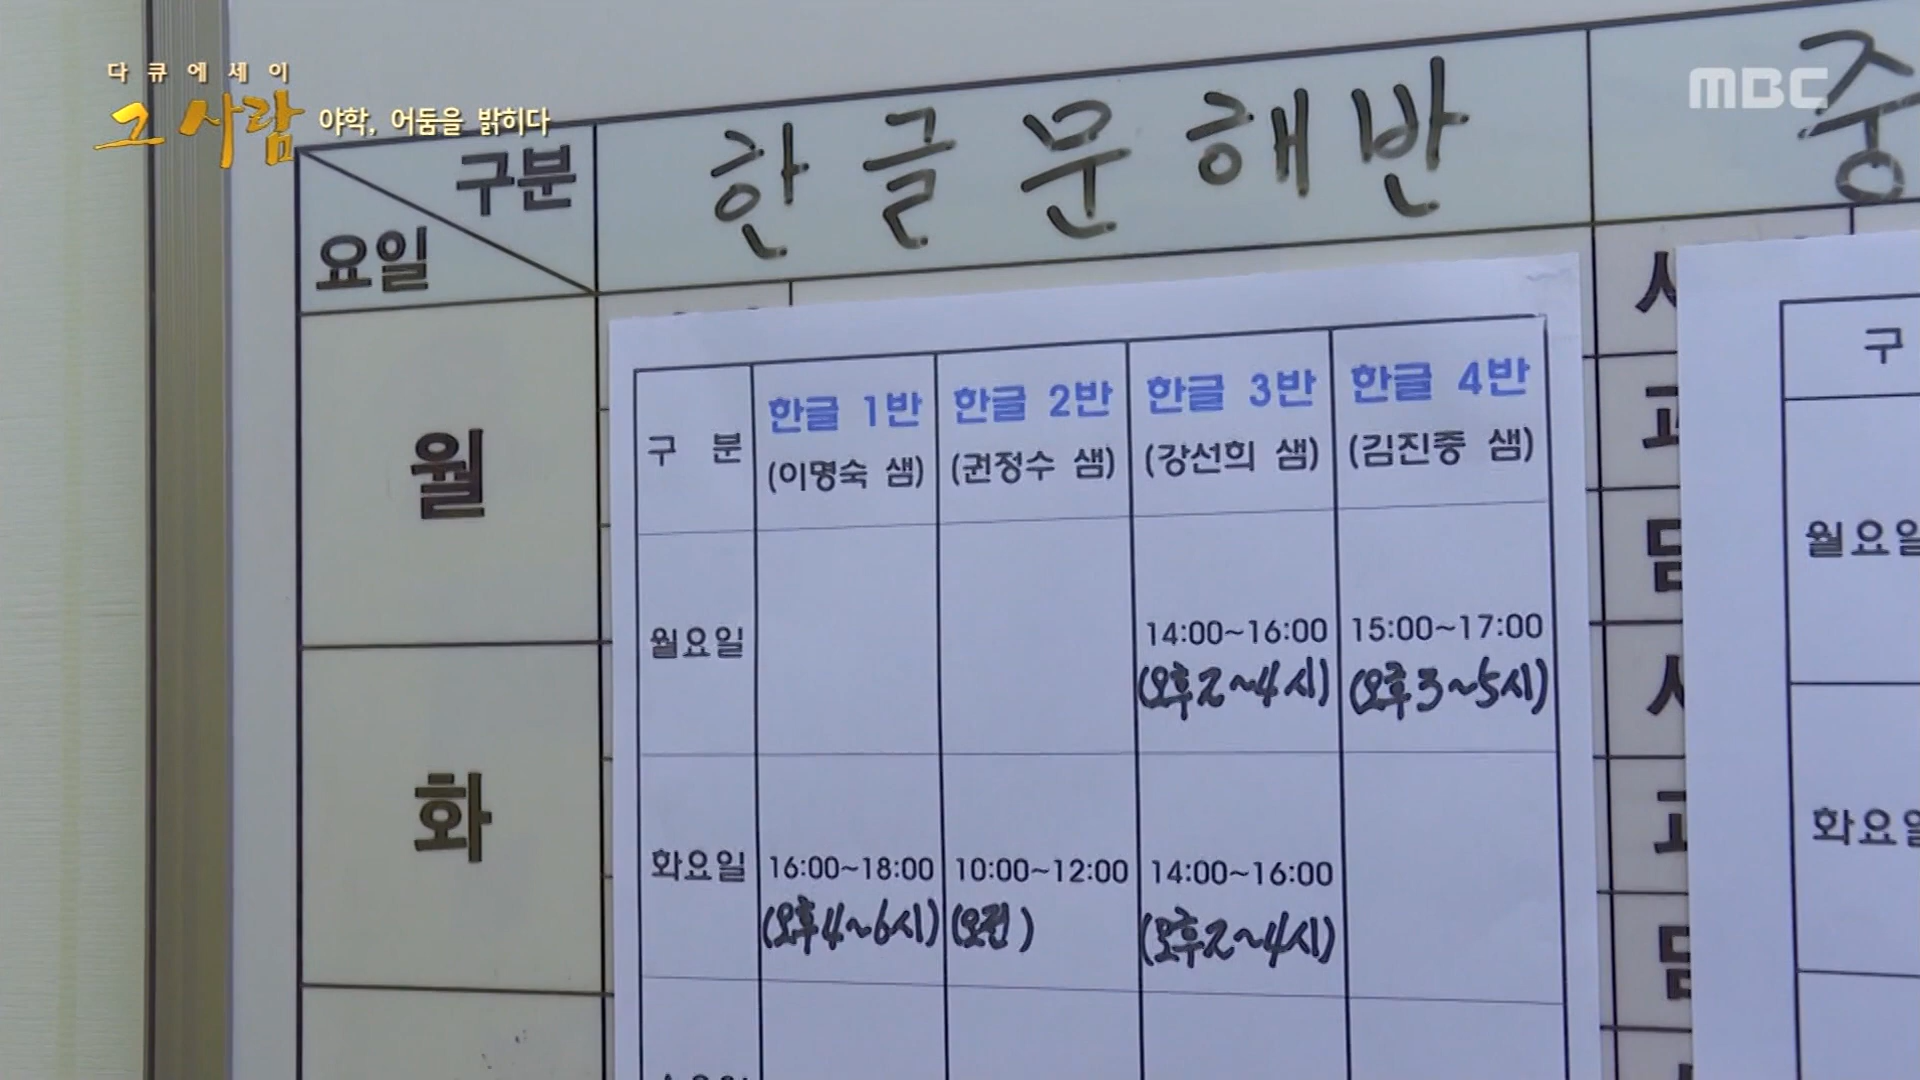 다큐에세이
그 사람 야학, 어둠을 밝히다
MBC
구분
요일
한글문해반
중
월
화
구 분
한글 1반
(이명숙 샘)
한글 2반
(권정수 샘)
한글 3반
(강선희 샘)
한글 4반
(김진중 샘)
월요일
14:00~16:00
(오후2~4시)
15:00~17:00
(오후3~5시)
화요일
16:00~18:00
(오후4~6시)
10:00~12:00
(오전)
14:00~16:00
(오후2~4시)
구
월요일
화요일